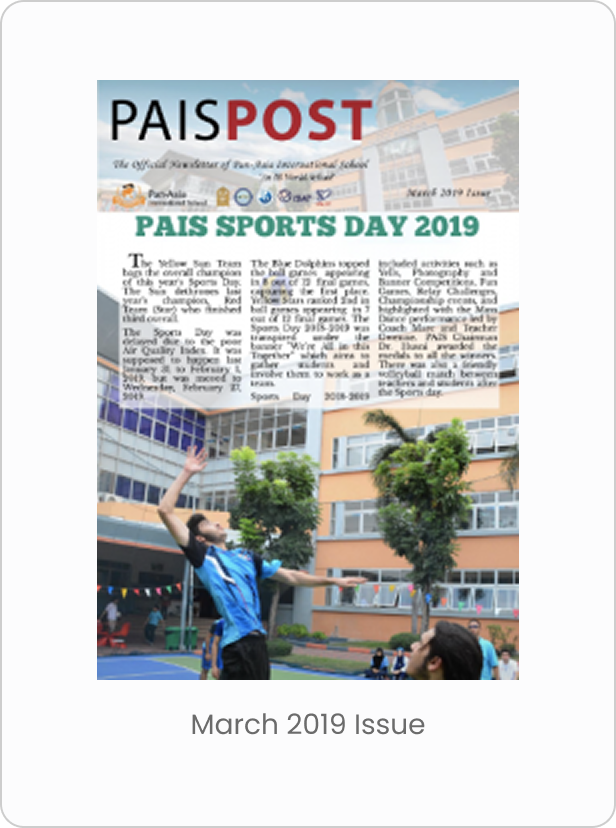 PAISPOST
The Official Newsletter of Pan-Asia International School
"An IB World School"
Pan-Asia
International School
March 2019 Issue
PAIS SPORTS DAY 2019
The Yellow Sun Team
bags the overall champion
of this year's Sports Day.
The Sun dethrones last
year's champion, Red
Team (Star) who finished
third overall.
The Sports Day was
delayed due to the poor
Air Quality Index. It was
supposed to happen last
January 31 to February 1,
2019, but was moved to
Wednesday, February 27,
2019.
The Blue Dolphins topped
the ball games appearing
in 8 out of 12 final games,
capturing the first place.
Yellow Stars ranked 2nd in
ball games appearing in 7
out of 12 final games. The
Sports Day 2018-2019 was
transpired under the
banner "We're All in this
Together" which aims to
gather students and
involve them to work as a
team.
Sports Day 2018-2019
included activities such as
Yells, Photography and
Banner Competitions, Fun
Games, Relay Challenges,
Championship events, and
highlighted with the Mass
Dance performance led by
Coach Marc and Teacher
PAIS Chairman
Dr. awarded the
medals to all the winners.
There was also a friendly
volleyball match between
teachers and students after
the Sports day.
March 2019 Issue